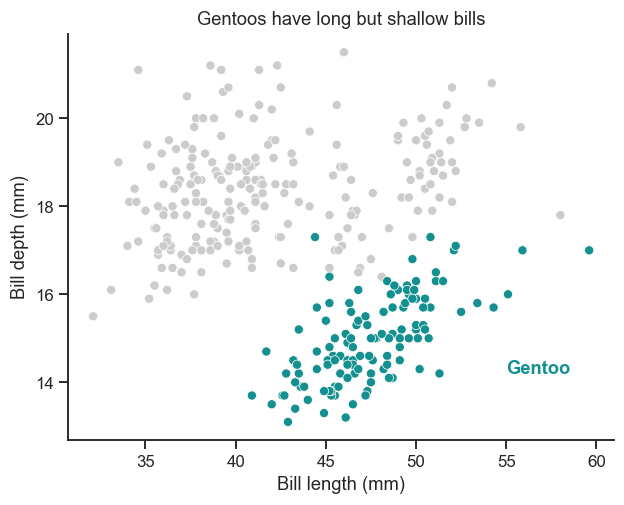 Gentoos have long but shallow bills
Bill depth (mm)
20
18
16
14
Gentoo
35 40 45 50 55 60
Bill length (mm)